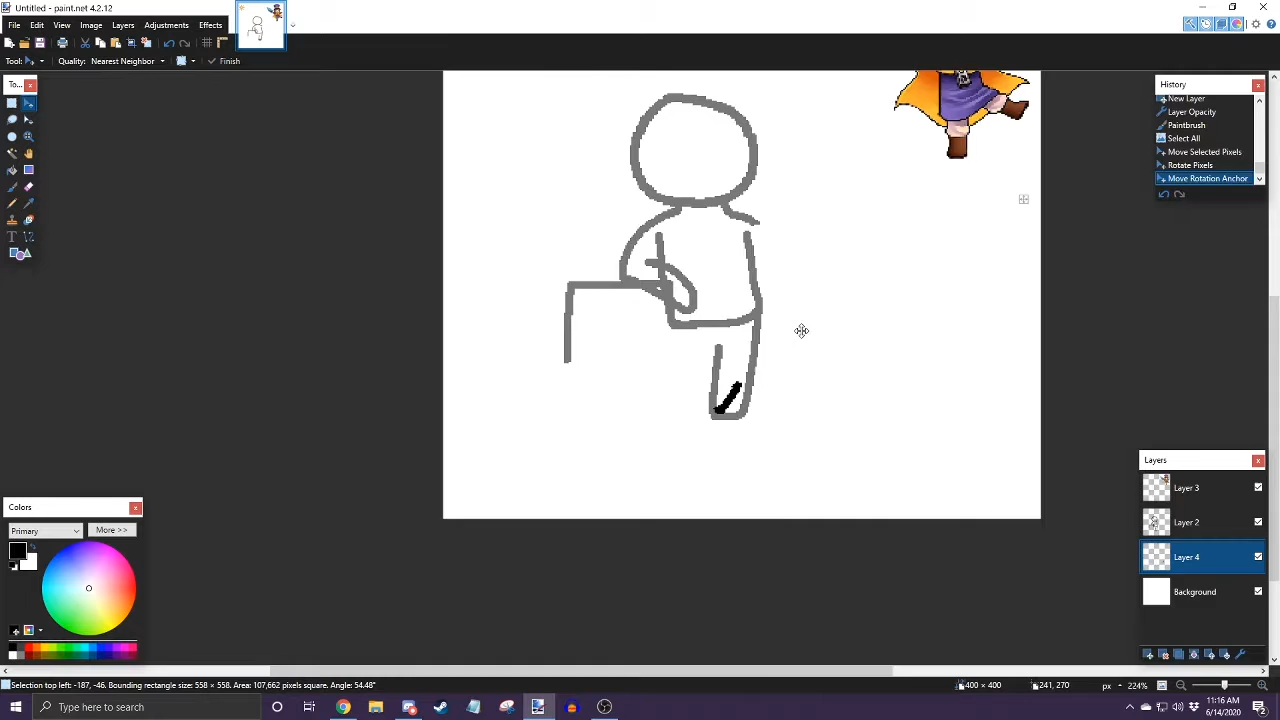 Untitled - paint.net 4.2.12
File Edit View Image Layers Adjustments Effects
Tool: Quality: Nearest Neighbor Finish
To...
History
New Layer
Layer Opacity
Paintbrush
Select All
Move Selected Pixels
Rotate Pixels
Move Rotation Anchor
Layers
Layer 3
Layer 2
Layer 4
Background
Colors
Primary More >>
Selection top left: -187, -46. Bounding rectangle size: 558 × 558. Area: 107,662 pixels square. Angle: 54.48° 400 × 400 241, 270 px 224%
Type here to search
11:16 AM
6/14/2020
2